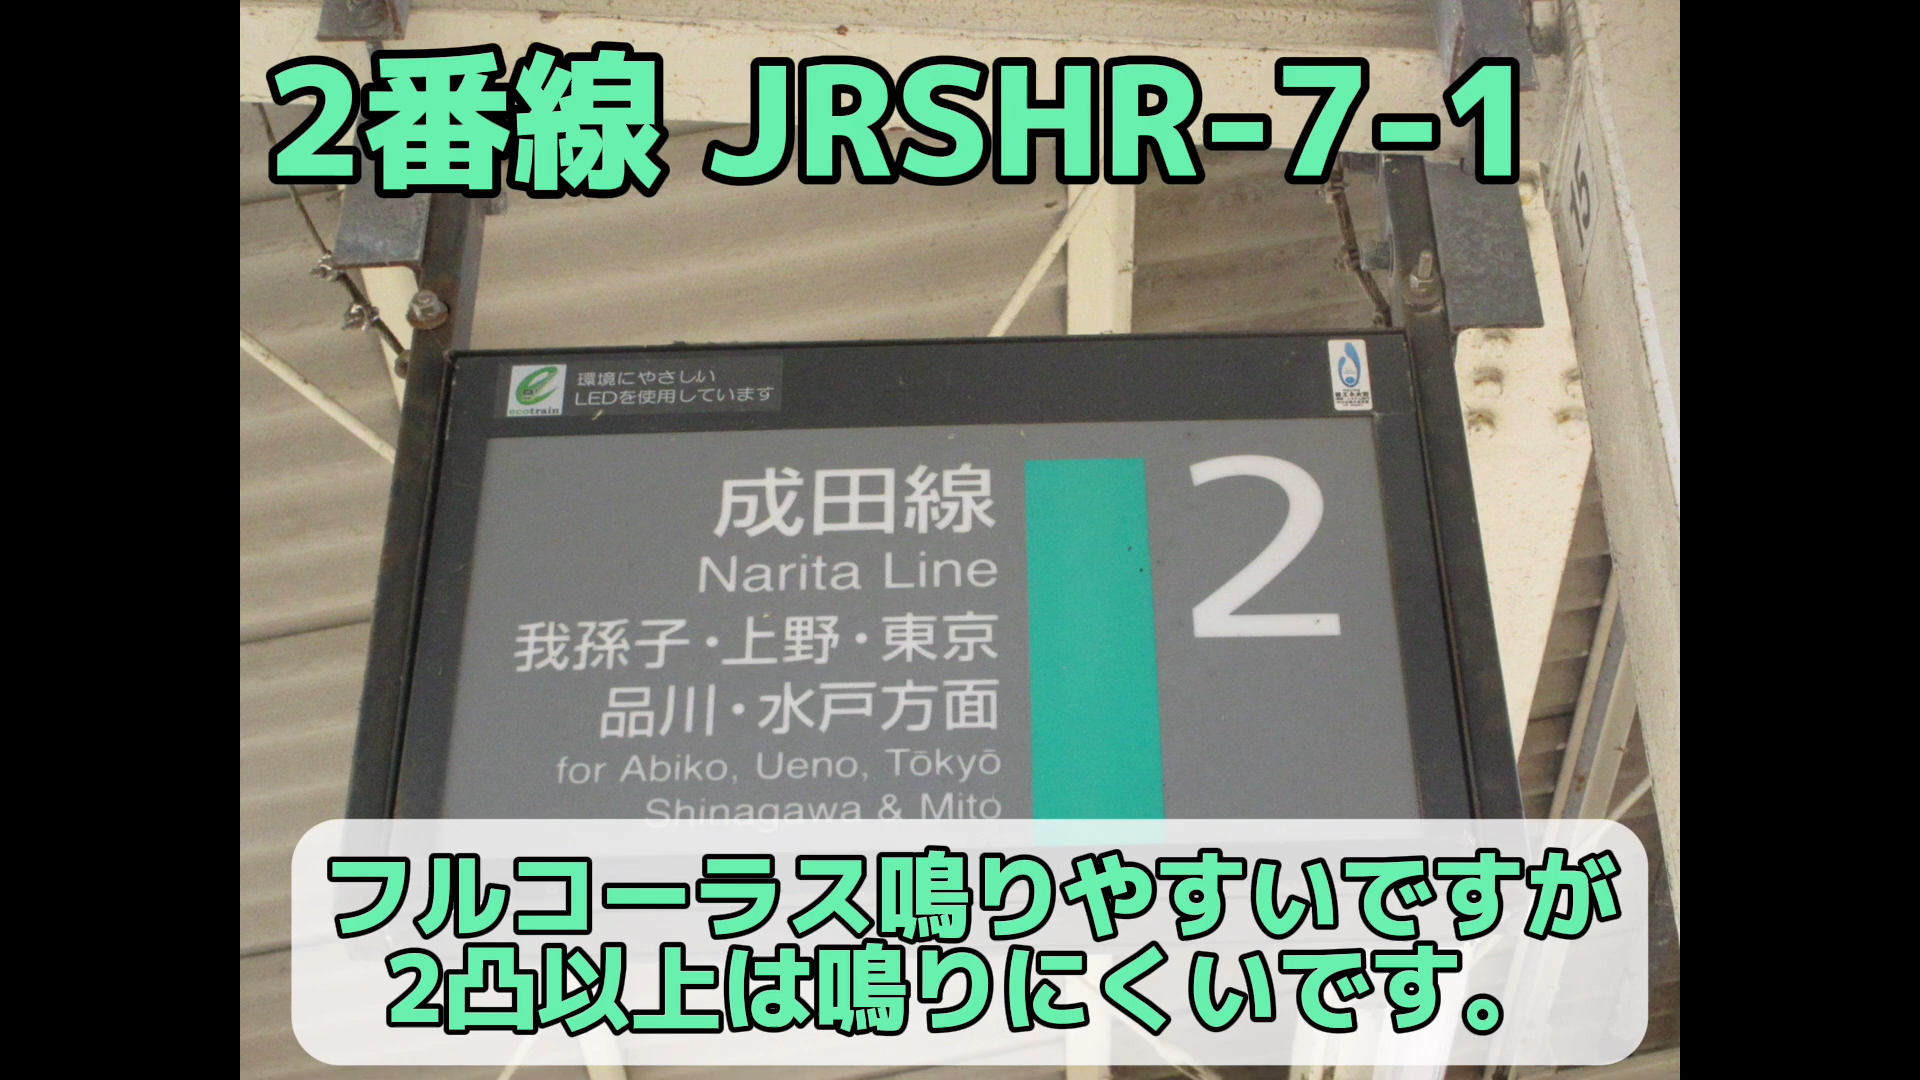 2番線 JRSHR-7-1
15
ecotrain
環境にやさしい
LEDを使用しています
成田線
2
Narita Line
我孫子・上野・東京
品川・水戸方面
for Abiko, Ueno, Tōkyō
Shinagawa & Mito
フルコーラス鳴りやすいですが
2凸以上は鳴りにくいです。